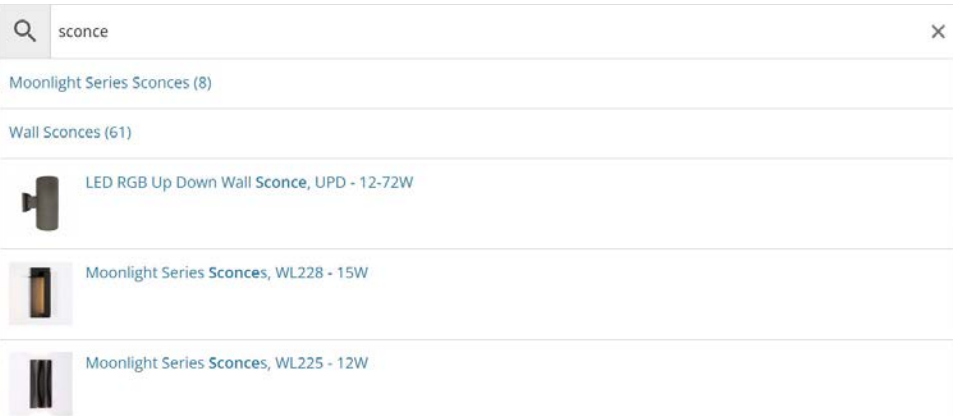 sconce
Moonlight Series Sconces (8)
Wall Sconces (61)
LED RGB Up Down Wall Sconce, UPD - 12-72W
Moonlight Series Sconces, WL228 - 15W
Moonlight Series Sconces, WL225 - 12W